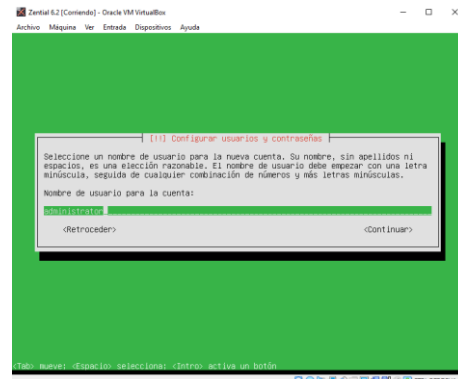 Zential 6.2 [Corriendo] - Oracle VM VirtualBox
Archivo Máquina Ver Entrada Dispositivos Ayuda
[!!] Configurar usuarios y contraseñas
Seleccione un nombre de usuario para la nueva cuenta. Su nombre, sin apellidos ni
espacios, es una elección razonable. El nombre de usuario debe empezar con una letra
minúscula, seguida de cualquier combinación de números y más letras minúsculas.
Nombre de usuario para la cuenta:
administrator
<Retroceder> <Continuar>
<Tab> mueve; <Espacio> selecciona; <Intro> activa un botón